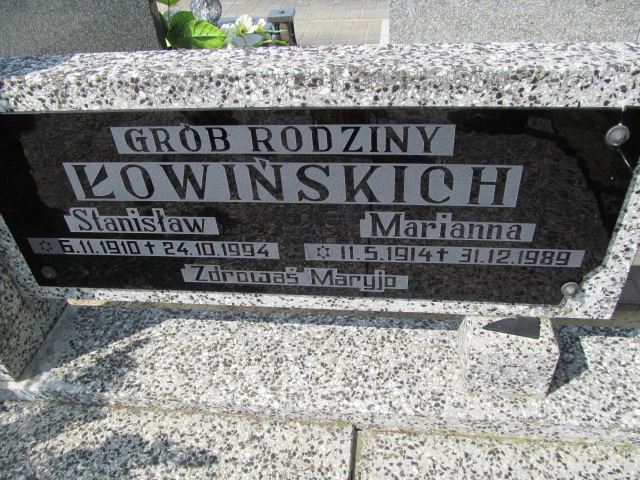 GRÓB RODZINY
ŁOWIŃSKICH
Stanisław Marianna
✡ 6.11.1910 ✝ 24.10.1994 ✡ 11.5.1914 ✝ 31.12.1989
Zdrowaś Maryjo